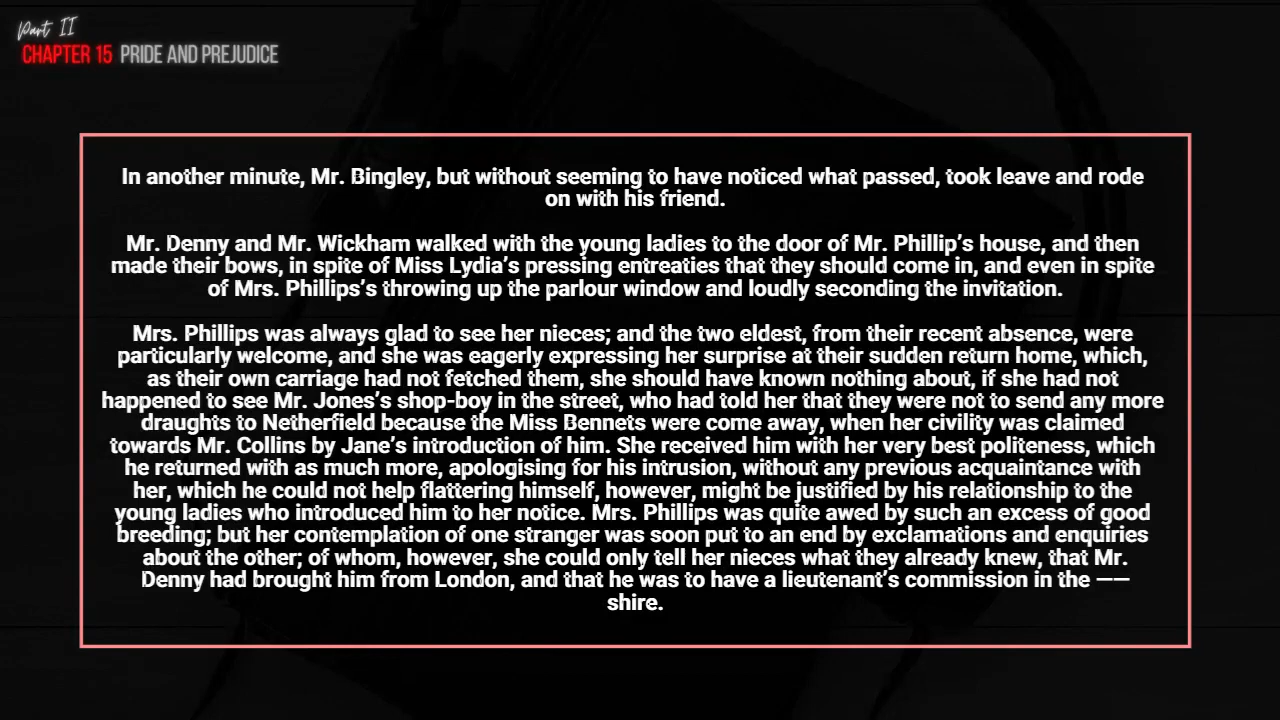 Part II
CHAPTER 15 PRIDE AND PREJUDICE
In another minute, Mr. Bingley, but without seeming to have noticed what passed, took leave and rode
on with his friend.
Mr. Denny and Mr. Wickham walked with the young ladies to the door of Mr. Phillip’s house, and then
made their bows, in spite of Miss Lydia’s pressing entreaties that they should come in, and even in spite
of Mrs. Phillips’s throwing up the parlour window and loudly seconding the invitation.
Mrs. Phillips was always glad to see her nieces; and the two eldest, from their recent absence, were
particularly welcome, and she was eagerly expressing her surprise at their sudden return home, which,
as their own carriage had not fetched them, she should have known nothing about, if she had not
happened to see Mr. Jones’s shop-boy in the street, who had told her that they were not to send any more
draughts to Netherfield because the Miss Bennets were come away, when her civility was claimed
towards Mr. Collins by Jane’s introduction of him. She received him with her very best politeness, which
he returned with as much more, apologising for his intrusion, without any previous acquaintance with
her, which he could not help flattering himself, however, might be justified by his relationship to the
young ladies who introduced him to her notice. Mrs. Phillips was quite awed by such an excess of good
breeding; but her contemplation of one stranger was soon put to an end by exclamations and enquiries
about the other; of whom, however, she could only tell her nieces what they already knew, that Mr.
Denny had brought him from London, and that he was to have a lieutenant’s commission in the ——
shire.